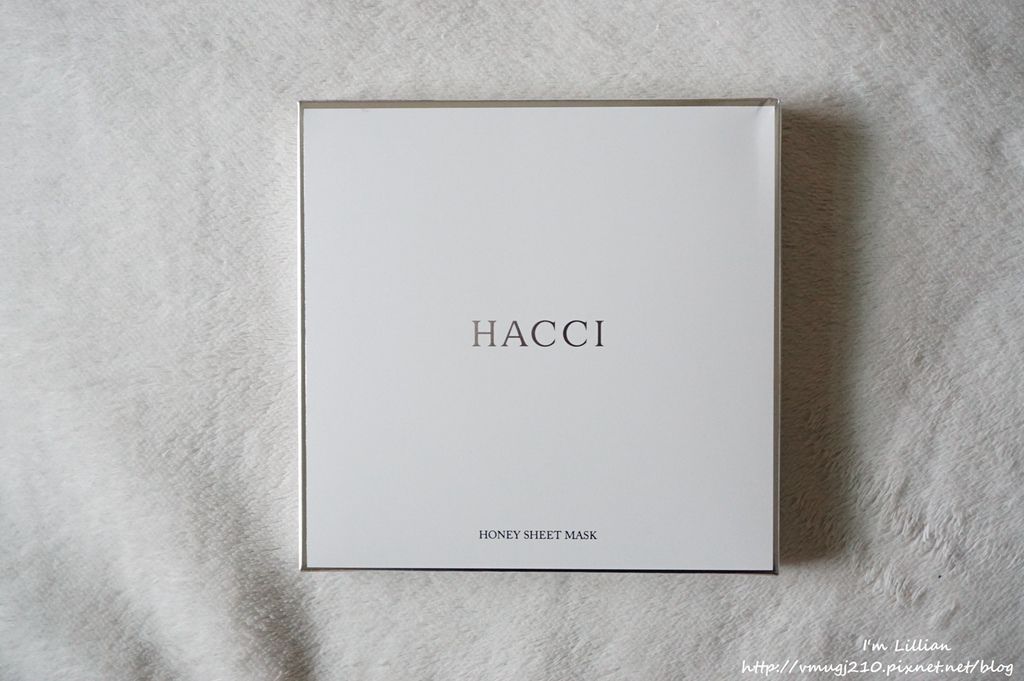 HACCI
HONEY SHEET MASK
I'm Lillian
http://vmugj210.pixnet.net/blog